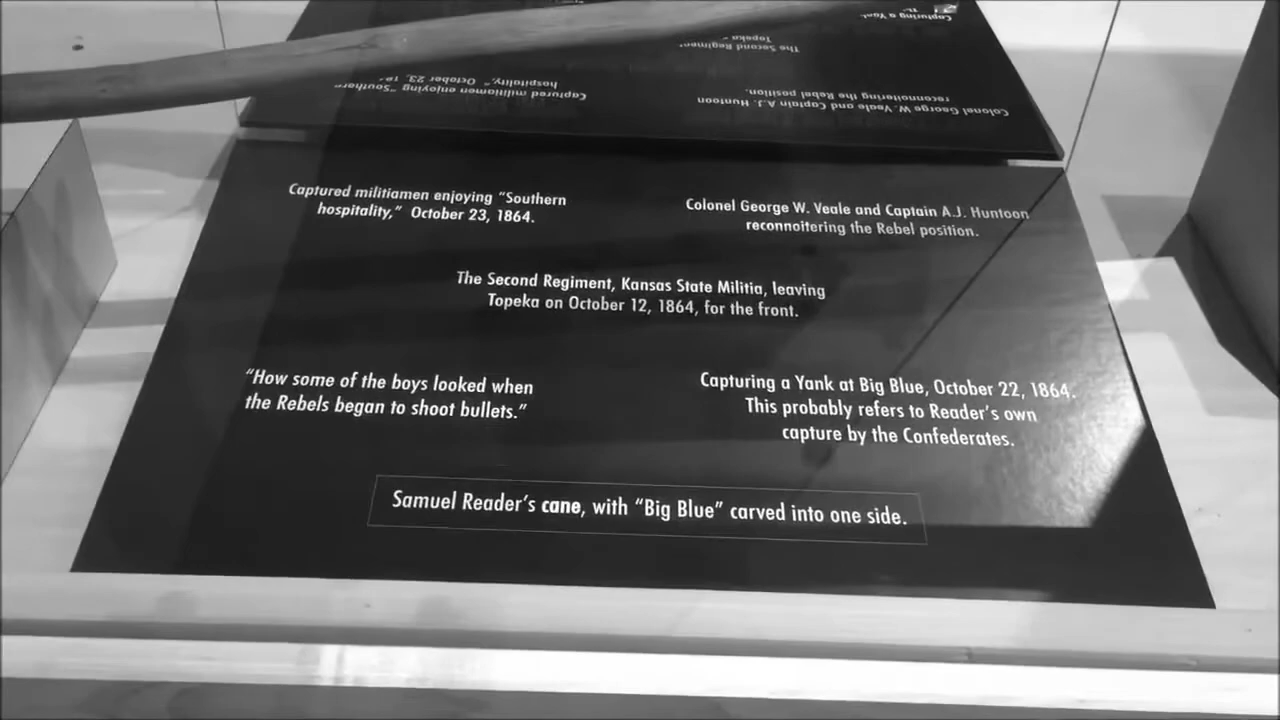 Captured militiamen enjoying “Southern
hospitality,” October 23, 1864.
Colonel George W. Veale and Captain A.J. Huntoon
reconnoitering the Rebel position.
The Second Regiment, Kansas State Militia, leaving
Topeka on October 12, 1864, for the front.
“How some of the boys looked when
the Rebels began to shoot bullets.”
Capturing a Yank at Big Blue, October 22, 1864.
This probably refers to Reader’s own
capture by the Confederates.
Samuel Reader’s cane, with “Big Blue” carved into one side.